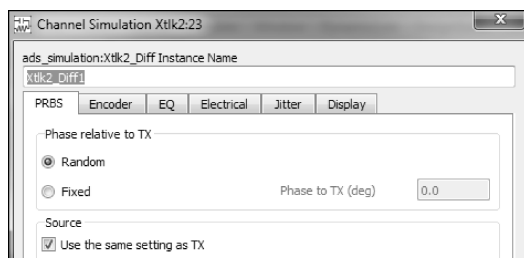 Channel Simulation Xtlk2:23
ads_simulation:Xtlk2_Diff Instance Name
Xtlk2_Diff1
PRBS Encoder EQ Electrical Jitter Display
Phase relative to TX
Random
Fixed Phase to TX (deg) 0.0
Source
Use the same setting as TX